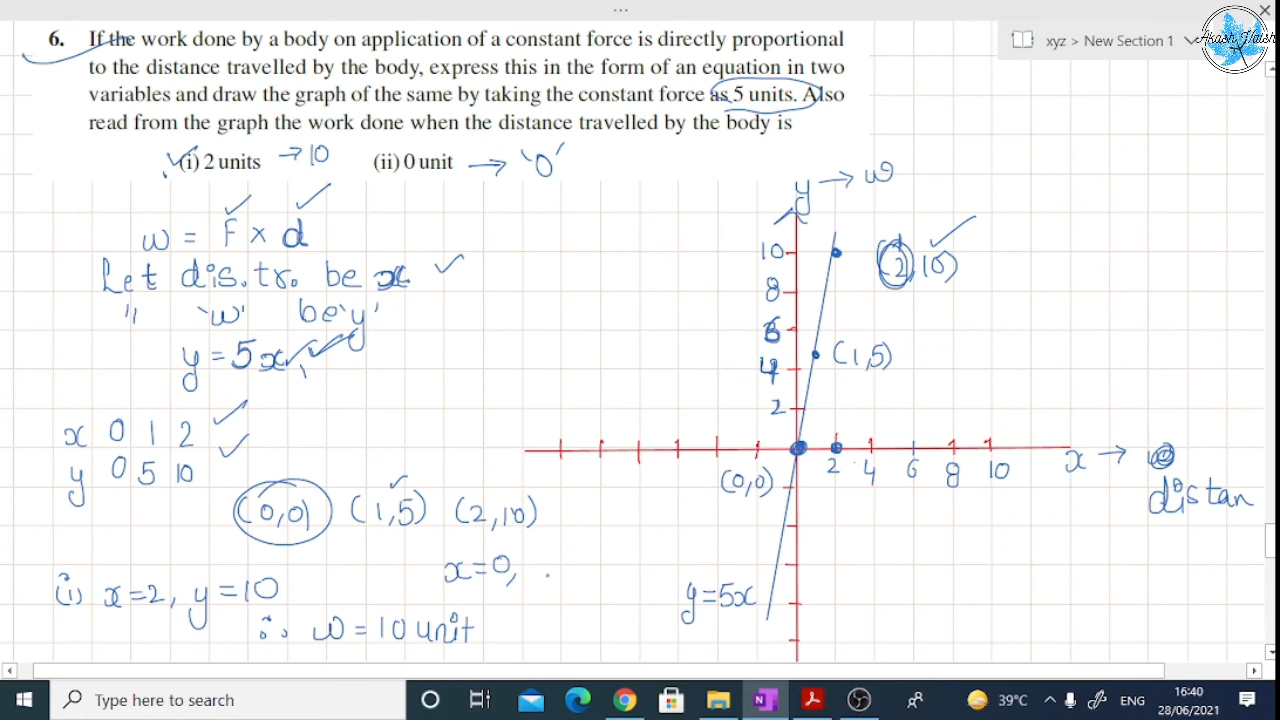 6. If the work done by a body on application of a constant force is directly proportional
to the distance travelled by the body, express this in the form of an equation in two
variables and draw the graph of the same by taking the constant force as 5 units. Also
read from the graph the work done when the distance travelled by the body is
(i) 2 units → 10 (ii) 0 unit → '0'
xyz > New Section 1
w = F × d
Let dis. tr. be x
" 'w' be 'y'
y = 5x
x 0 1 2
y 0 5 10
(0,0) (1,5) (2,10)
(i) x=2, y=10
∴ w = 10 unit
x=0,
y → w
10
8
6
4
2
(2,10)
(1,5)
(0,0)
2 4 6 8 10
x →
distan
y=5x
Type here to search
39°C
ENG
16:40
28/06/2021